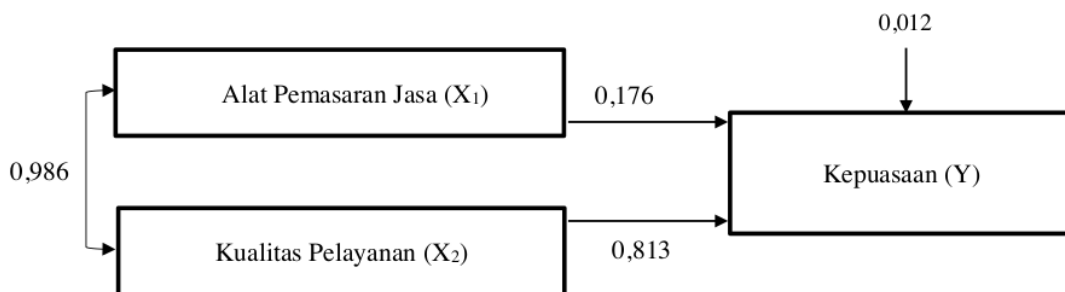 0,012
Alat Pemasaran Jasa (X₁)
0,176
0,986
Kepuasaan (Y)
Kualitas Pelayanan (X₂)
0,813